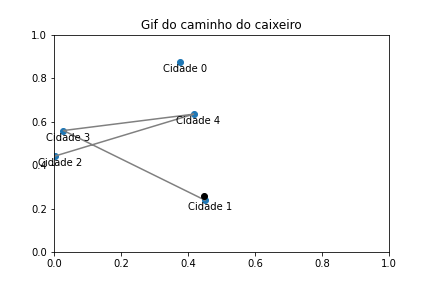 Gif do caminho do caixeiro
1.0
0.8
0.6
0.4
0.2
0.0
Cidade 0
Cidade 4
Cidade 3
Cidade 2
Cidade 1
0.0 0.2 0.4 0.6 0.8 1.0